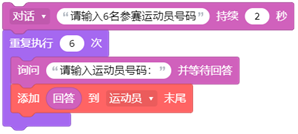 对话 “请输入6名参赛运动员号码” 持续 2 秒
重复执行 6 次
询问 “请输入运动员号码：” 并等待回答
添加 回答 到 运动员 末尾